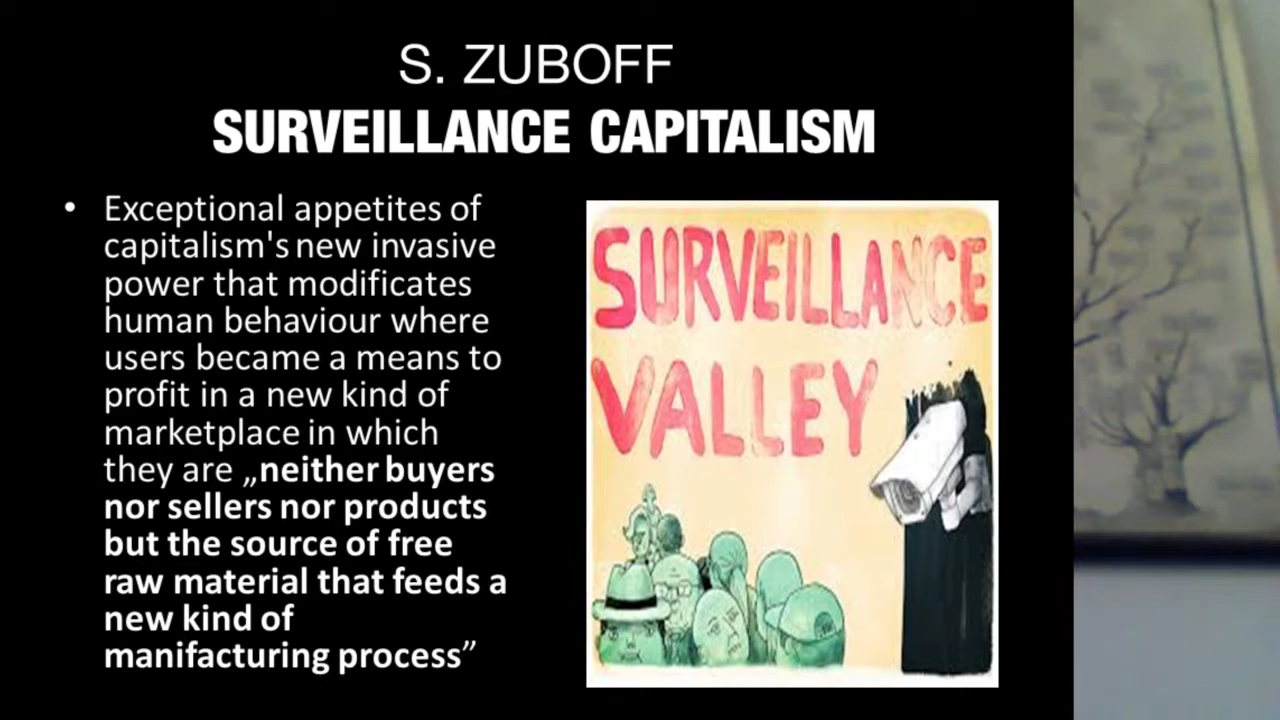 S. ZUBOFF
SURVEILLANCE CAPITALISM
• Exceptional appetites of
capitalism's new invasive
power that modificates
human behaviour where
users became a means to
profit in a new kind of
marketplace in which
they are „neither buyers
nor sellers nor products
but the source of free
raw material that feeds a
new kind of
manifacturing process”
SURVEILLANCE
VALLEY